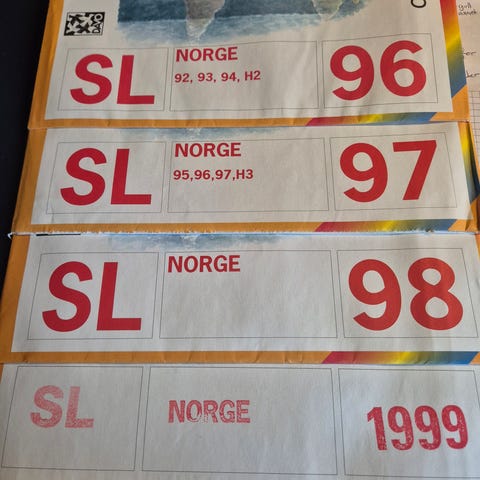 SL
NORGE
92, 93, 94, H2
96
SL
NORGE
95,96,97,H3
97
SL
NORGE
98
SL
NORGE
1999